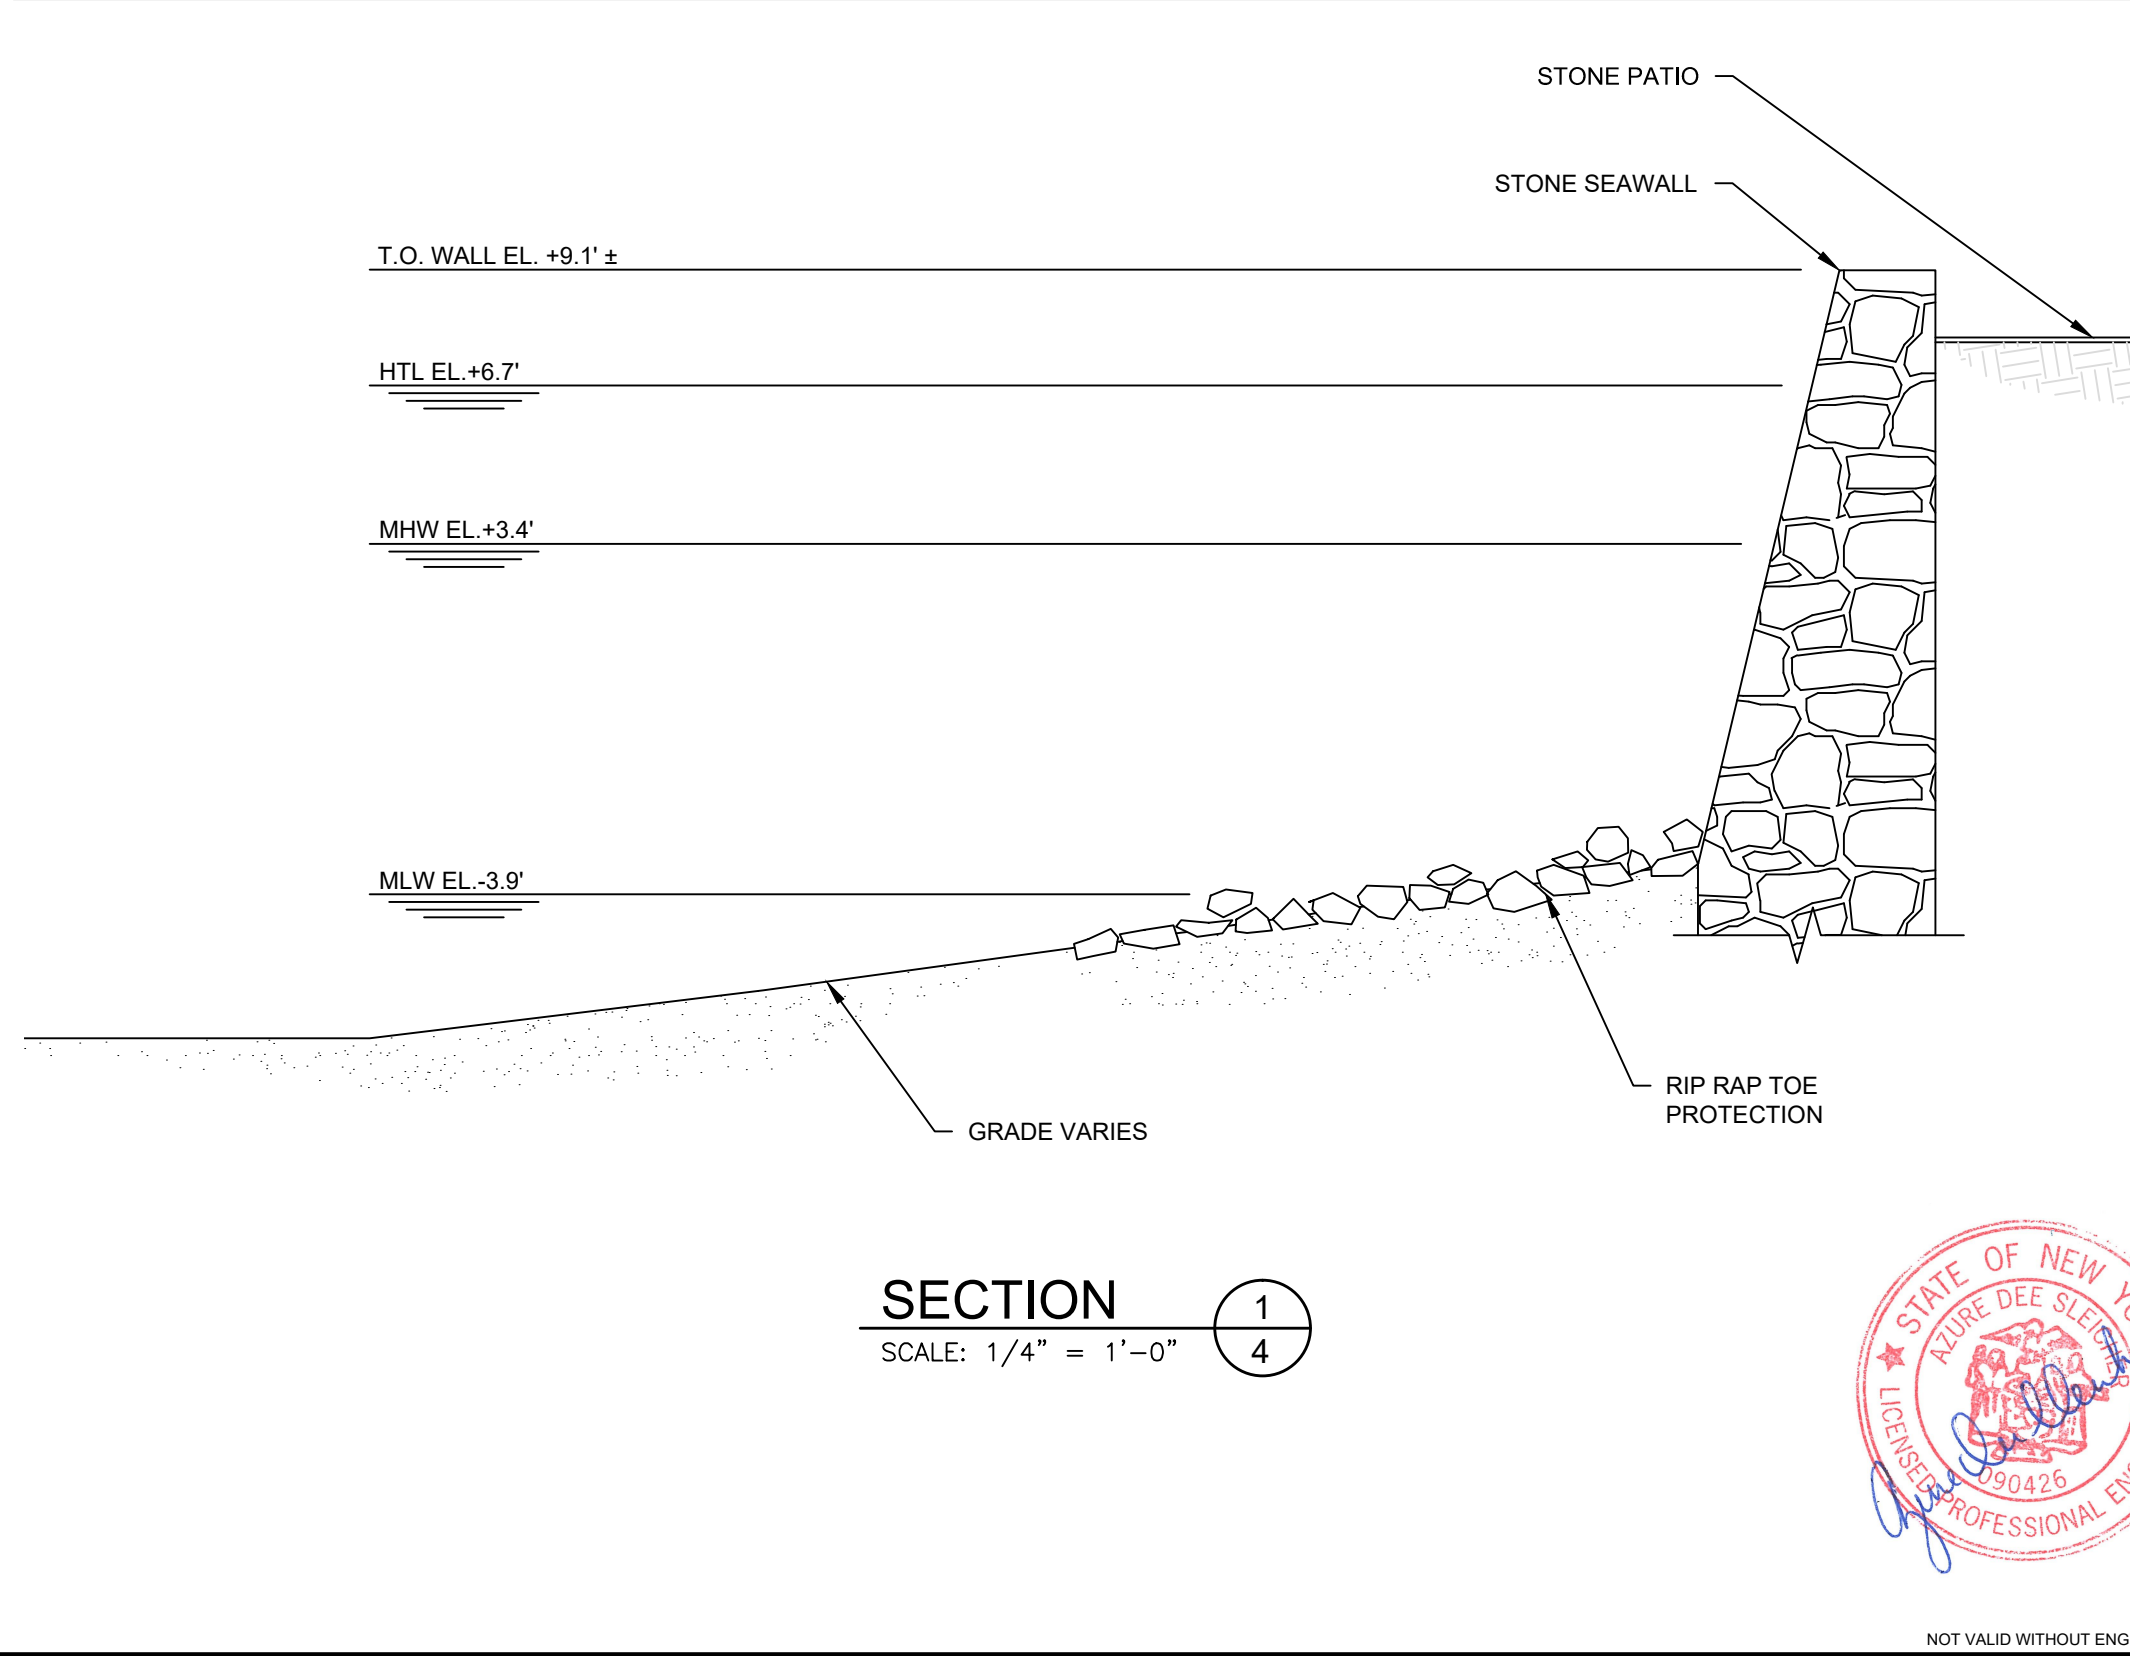 STONE PATIO
STONE SEAWALL
T.O. WALL EL. +9.1' ±
HTL EL.+6.7'
MHW EL.+3.4'
MLW EL.-3.9'
RIP RAP TOE
PROTECTION
GRADE VARIES
SECTION
1
SCALE: 1/4" = 1'-0"
4
STATE OF NEW
AZURE DEE SLEICHER
090426
LICENSED PROFESSIONAL
NOT VALID WITHOUT ENG